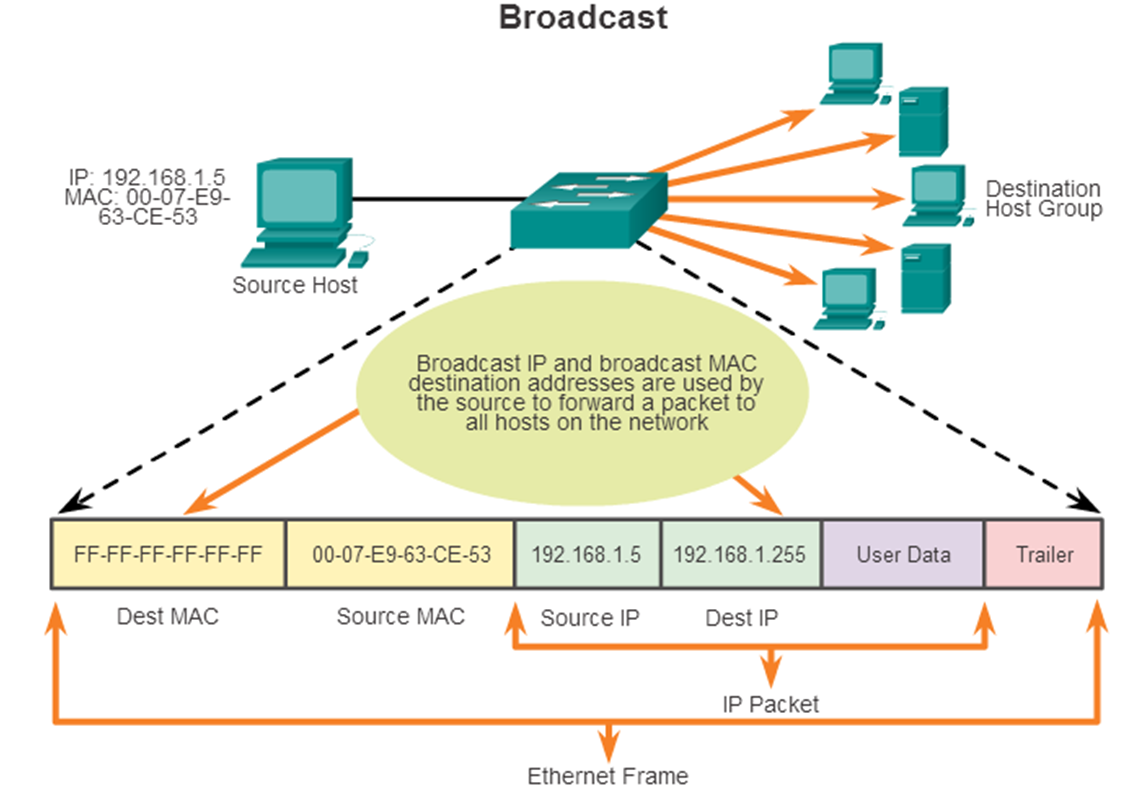 Broadcast
IP: 192.168.1.5
MAC: 00-07-E9-
63-CE-53
Source Host
Destination
Host Group
Broadcast IP and broadcast MAC
destination addresses are used by
the source to forward a packet to
all hosts on the network
FF-FF-FF-FF-FF-FF
00-07-E9-63-CE-53
192.168.1.5
192.168.1.255
User Data
Trailer
Dest MAC
Source MAC
Source IP
Dest IP
IP Packet
Ethernet Frame